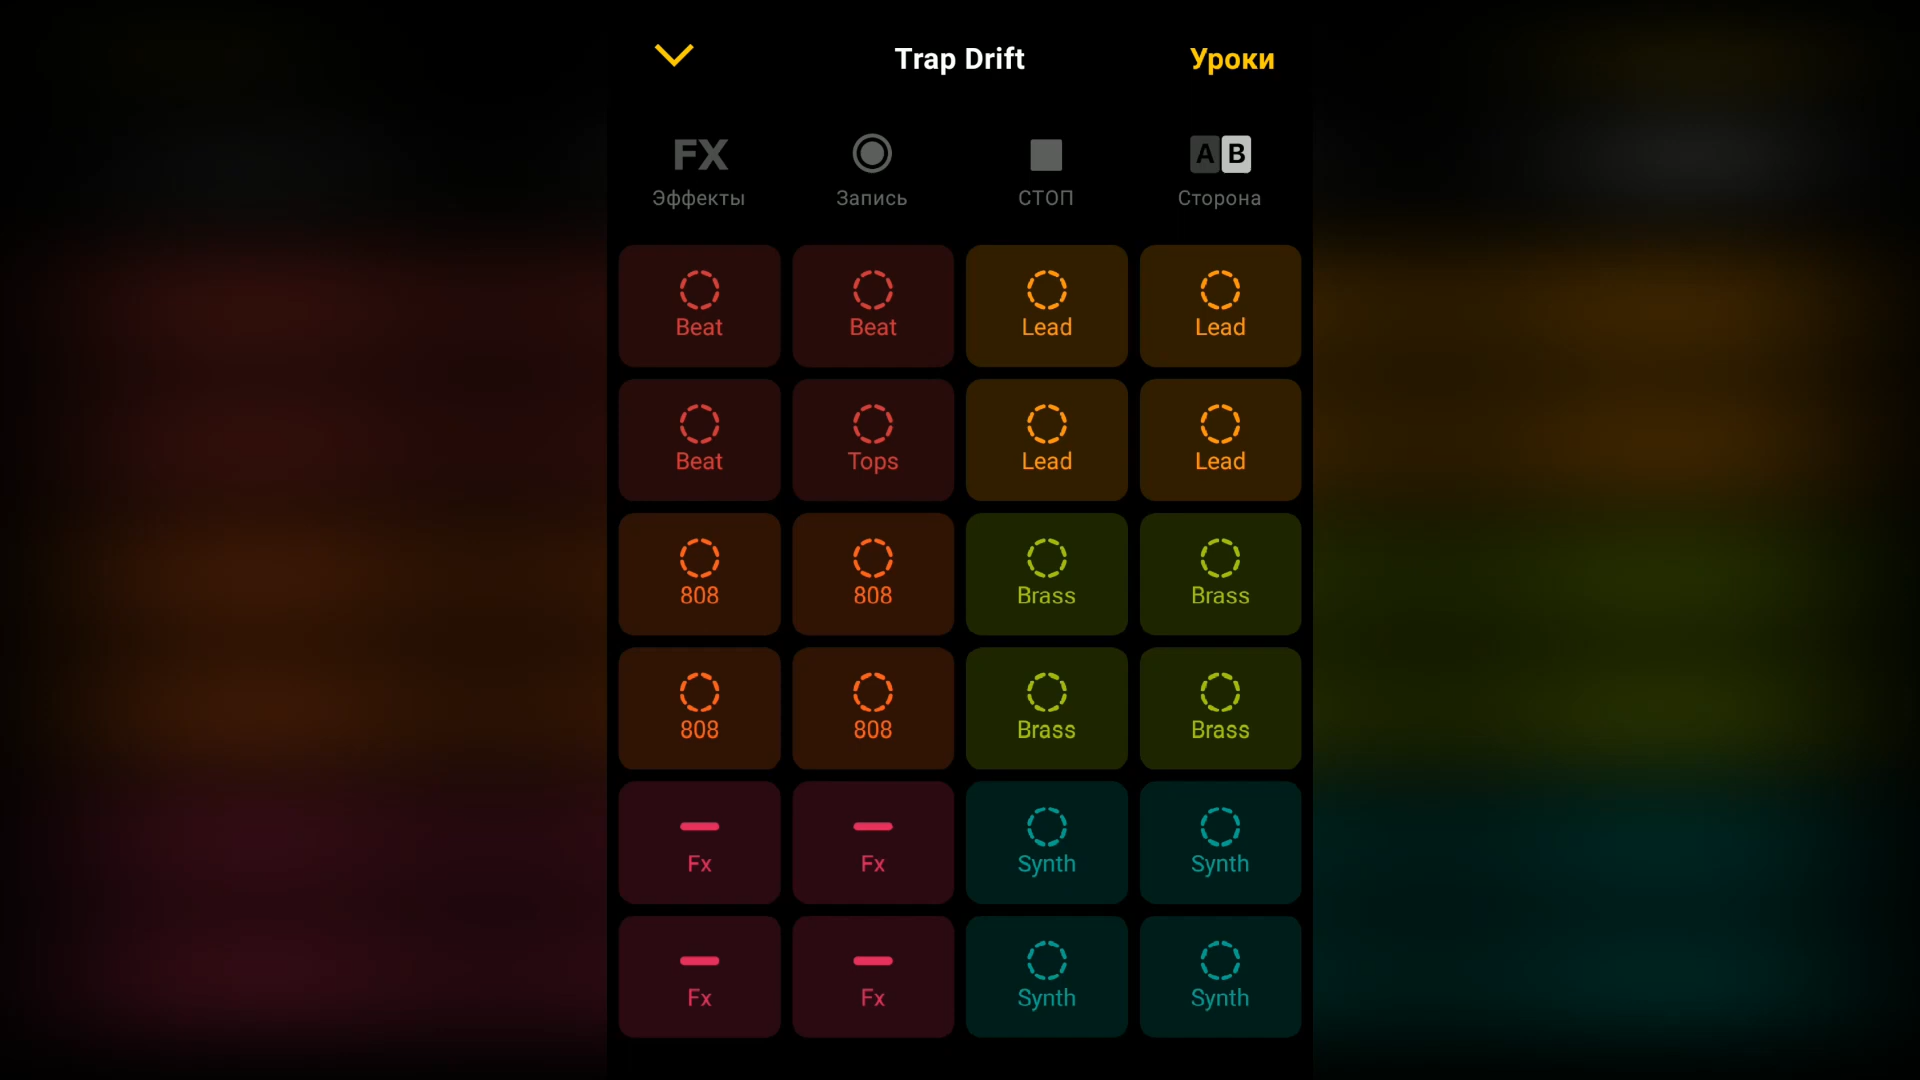 Trap Drift Уроки
FX A B
Эффекты Запись СТОП Сторона
Beat Beat Lead Lead
Beat Tops Lead Lead
808 808 Brass Brass
808 808 Brass Brass
Fx Fx Synth Synth
Fx Fx Synth Synth